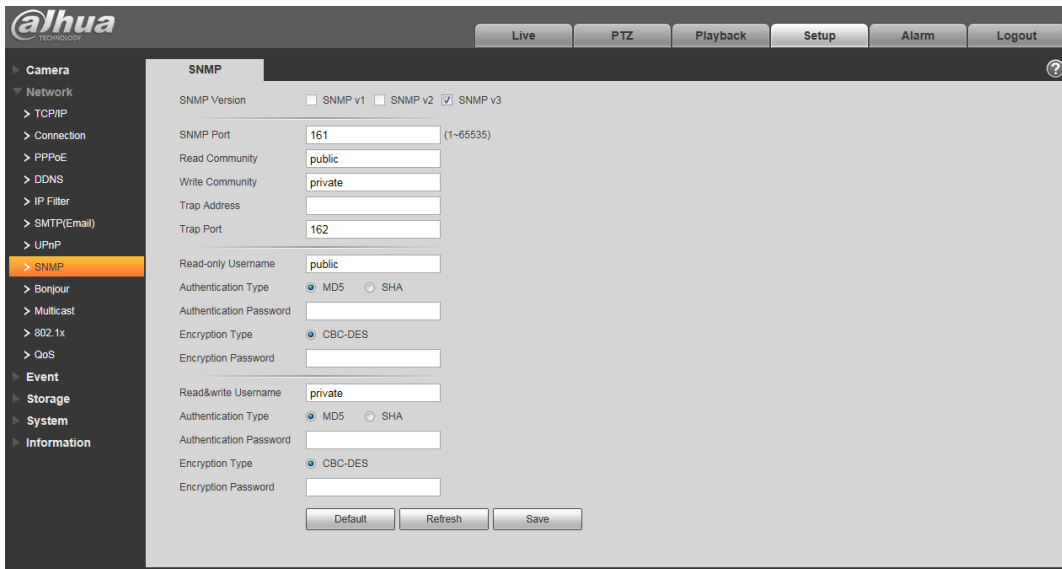 alhua
TECHNOLOGY
Live PTZ Playback Setup Alarm Logout
Camera
Network
> TCP/IP
> Connection
> PPPoE
> DDNS
> IP Filter
> SMTP(Email)
> UPnP
> SNMP
> Bonjour
> Multicast
> 802.1x
> QoS
Event
Storage
System
Information
SNMP
?
SNMP Version SNMP v1 SNMP v2 SNMP v3
SNMP Port 161 (1~65535)
Read Community public
Write Community private
Trap Address
Trap Port 162
Read-only Username public
Authentication Type MD5 SHA
Authentication Password
Encryption Type CBC-DES
Encryption Password
Read&write Username private
Authentication Type MD5 SHA
Authentication Password
Encryption Type CBC-DES
Encryption Password
Default Refresh Save